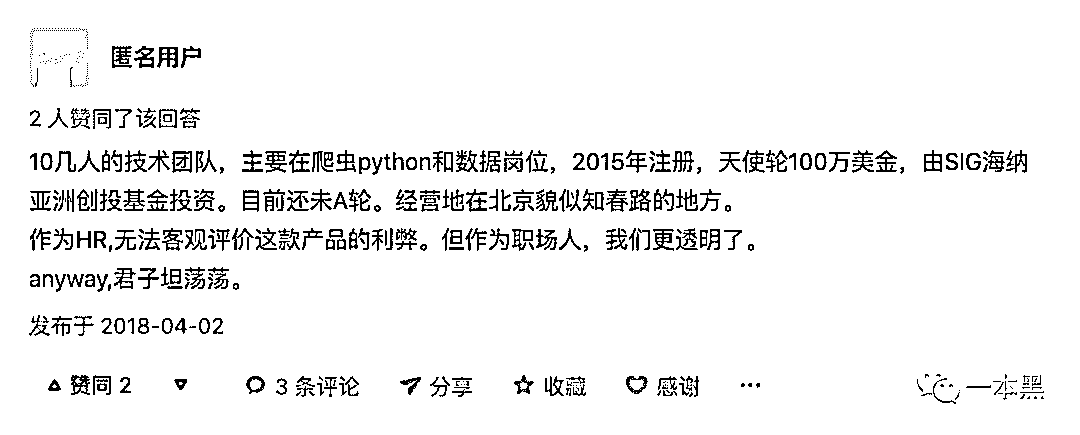 匿名用户
2 人赞同了该回答
10几人的技术团队，主要在爬虫python和数据岗位，2015年注册，天使轮100万美金，由SIG海纳
亚洲创投基金投资。目前还未A轮。经营地在北京貌似知春路的地方。
作为HR,无法客观评价这款产品的利弊。但作为职场人，我们更透明了。
anyway,君子坦荡荡。
发布于 2018-04-02
赞同 2 3 条评论 分享 收藏 感谢 ··· 一本黑